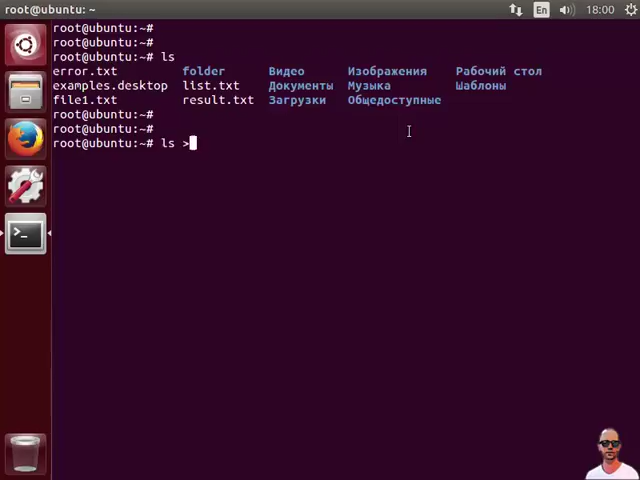 root@ubuntu: ~
En
18:00
root@ubuntu:~#
root@ubuntu:~#
root@ubuntu:~# ls
error.txt folder Видео Изображения Рабочий стол
examples.desktop list.txt Документы Музыка Шаблоны
file1.txt result.txt Загрузки Общедоступные
root@ubuntu:~#
root@ubuntu:~#
root@ubuntu:~# ls >